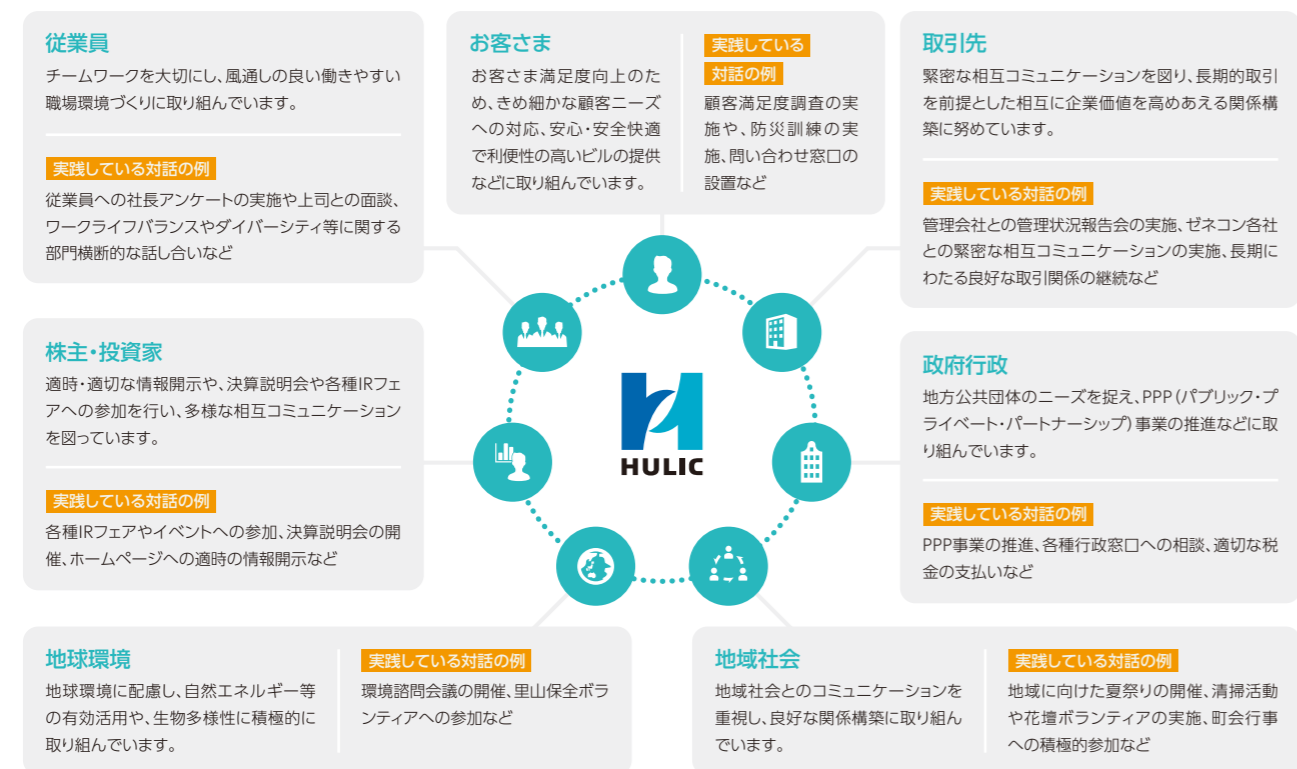 従業員
チームワークを大切にし、風通しの良い働きやすい
職場環境づくりに取り組んでいます。
実践している対話の例
従業員への社長アンケートの実施や上司との面談、
ワークライフバランスやダイバーシティ等に関する
部門横断的な話し合いなど
お客さま
お客さま満足度向上のた
め、きめ細かな顧客ニーズ
への対応、安心・安全快適
で利便性の高いビルの提供
などに取り組んでいます。
実践している
対話の例
顧客満足度調査の実
施や、防災訓練の実
施、問い合わせ窓口の
設置など
取引先
緊密な相互コミュニケーションを図り、長期的取引
を前提とした相互に企業価値を高めあえる関係構
築に努めています。
実践している対話の例
管理会社との管理状況報告会の実施、ゼネコン各社
との緊密な相互コミュニケーションの実施、長期に
わたる良好な取引関係の継続など
株主・投資家
適時・適切な情報開示や、決算説明会や各種IRフェ
アへの参加を行い、多様な相互コミュニケーション
を図っています。
実践している対話の例
各種IRフェアやイベントへの参加、決算説明会の開
催、ホームページへの適時の情報開示など
HULIC
政府行政
地方公共団体のニーズを捉え、PPP（パブリック・プ
ライベート・パートナーシップ）事業の推進などに取
り組んでいます。
実践している対話の例
PPP事業の推進、各種行政窓口への相談、適切な税
金の支払いなど
地球環境
地球環境に配慮し、自然エネルギー等
の有効活用や、生物多様性に積極的に
取り組んでいます。
実践している対話の例
環境諮問会議の開催、里山保全ボラ
ンティアへの参加など
地域社会
地域社会とのコミュニケーションを
重視し、良好な関係構築に取り組ん
でいます。
実践している対話の例
地域に向けた夏祭りの開催、清掃活動
や花壇ボランティアの実施、町会行事
への積極的参加など